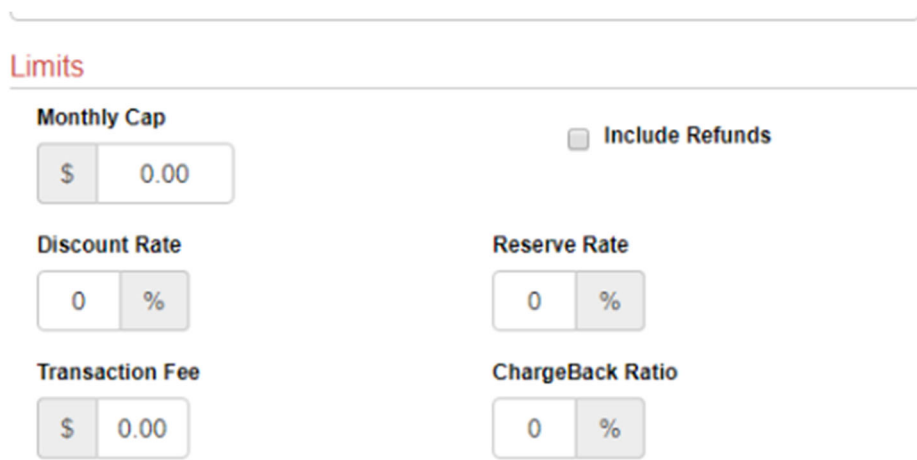 Limits
Monthly Cap
Include Refunds
$ 0.00
Discount Rate
Reserve Rate
0 %
0 %
Transaction Fee
ChargeBack Ratio
$ 0.00
0 %